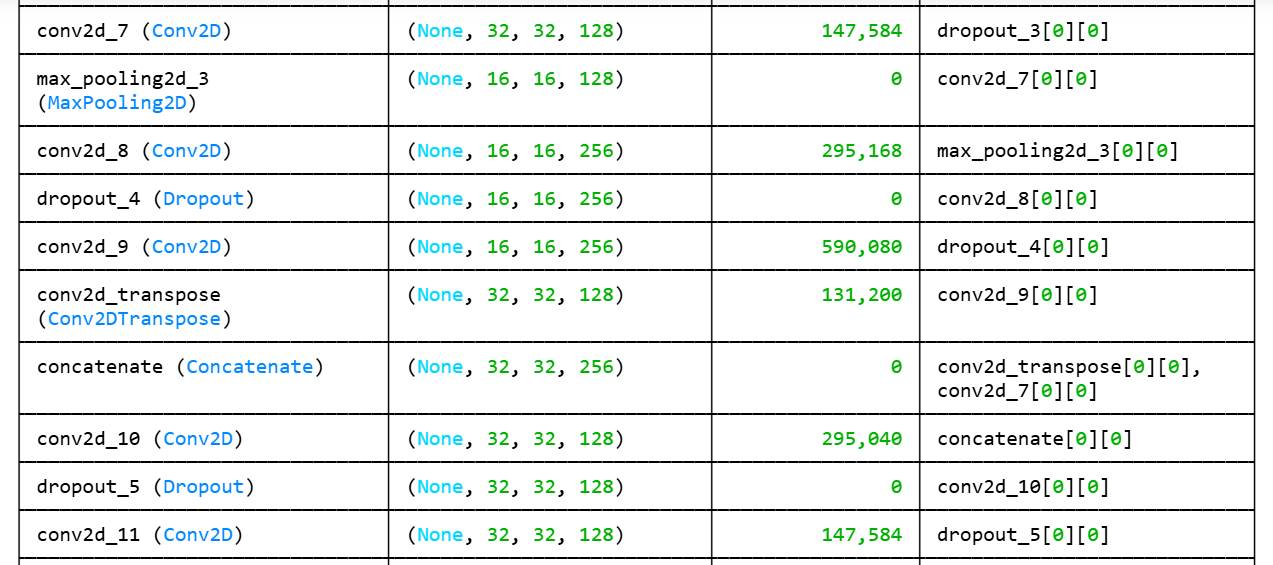 conv2d_7 (Conv2D) (None, 32, 32, 128) 147,584 dropout_3[0][0]
max_pooling2d_3 (None, 16, 16, 128) 0 conv2d_7[0][0]
(MaxPooling2D)
conv2d_8 (Conv2D) (None, 16, 16, 256) 295,168 max_pooling2d_3[0][0]
dropout_4 (Dropout) (None, 16, 16, 256) 0 conv2d_8[0][0]
conv2d_9 (Conv2D) (None, 16, 16, 256) 590,080 dropout_4[0][0]
conv2d_transpose (None, 32, 32, 128) 131,200 conv2d_9[0][0]
(Conv2DTranspose)
concatenate (Concatenate) (None, 32, 32, 256) 0 conv2d_transpose[0][0],
conv2d_7[0][0]
conv2d_10 (Conv2D) (None, 32, 32, 128) 295,040 concatenate[0][0]
dropout_5 (Dropout) (None, 32, 32, 128) 0 conv2d_10[0][0]
conv2d_11 (Conv2D) (None, 32, 32, 128) 147,584 dropout_5[0][0]